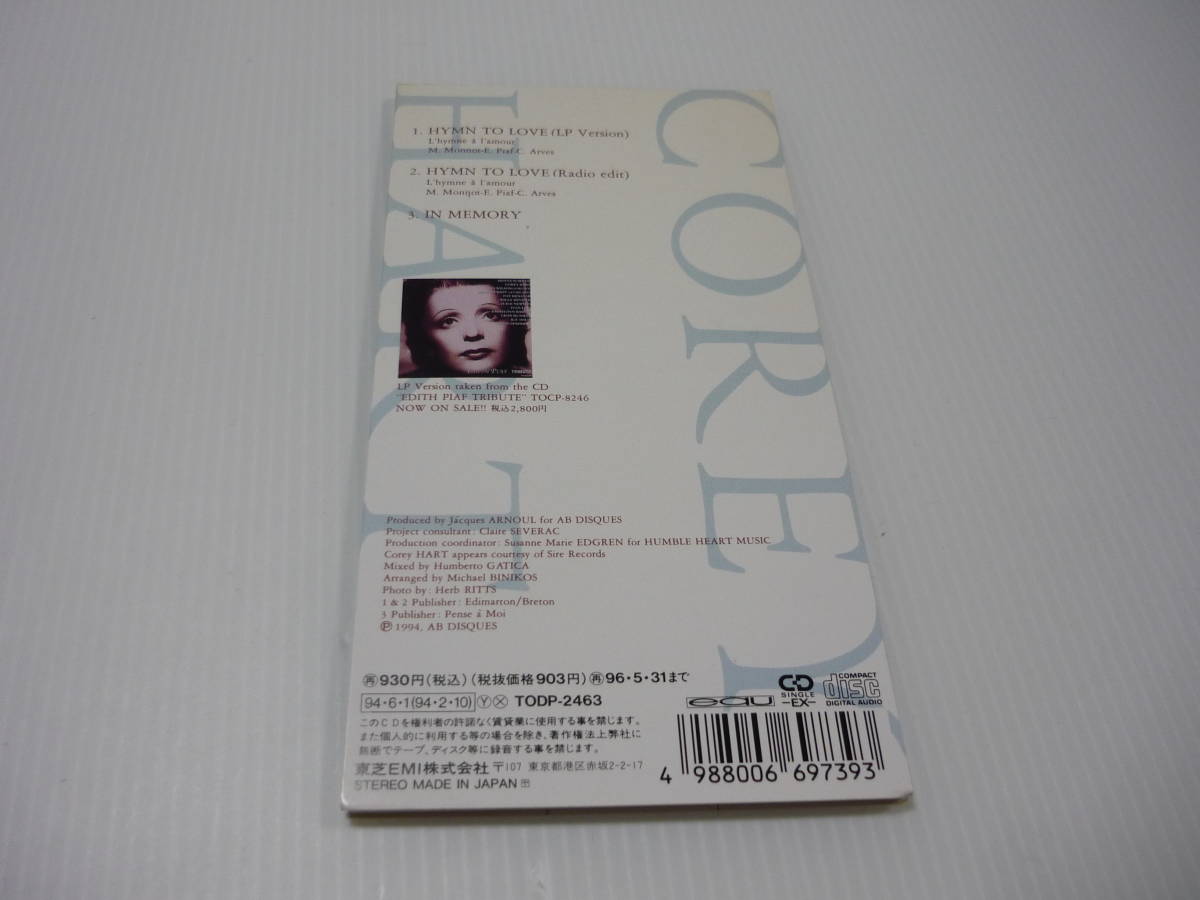 COREY
HART
1. HYMN TO LOVE (LP Version)
L'hymne à l'amour
M. Monnot-E. Piaf-C. Arves
2. HYMN TO LOVE (Radio edit)
L'hymne à l'amour
M. Monnot-E. Piaf-C. Arves
3. IN MEMORY
LP Version taken from the CD
"EDITH PIAF TRIBUTE" TOCP-8246
NOW ON SALE!! 税込2,800円
Produced by Jacques ARNOUL for AB DISQUES
Project consultant: Claire SEVERAC
Production coordinator: Susanne Marie EDGREN for HUMBLE HEART MUSIC
Corey HART appears courtesy of Sire Records
Mixed by Humberto GATICA
Arranged by Michael BINIKOS
Photo by: Herb RITTS
1 & 2 Publisher: Edimarton/Breton
3 Publisher: Pense à Moi
Ⓟ 1994, AB DISQUES
㊢930円(税込)(税抜価格903円)㊢96・5・31まで
94・6・1(94・2・10) Ⓨ Ⓧ TODP-2463
このCDを権利者の許諾なく賃貸業に使用する事を禁じます。
また個人的に利用する等の場合を除き、著作権法上弊社に
無断でテープ、ディスク等に録音する事を禁じます。
東芝EMI株式会社 〒107 東京都港区赤坂2-2-17
STEREO MADE IN JAPAN
eau
CD SINGLE -EX-
COMPACT disc DIGITAL AUDIO
4 988006 697393